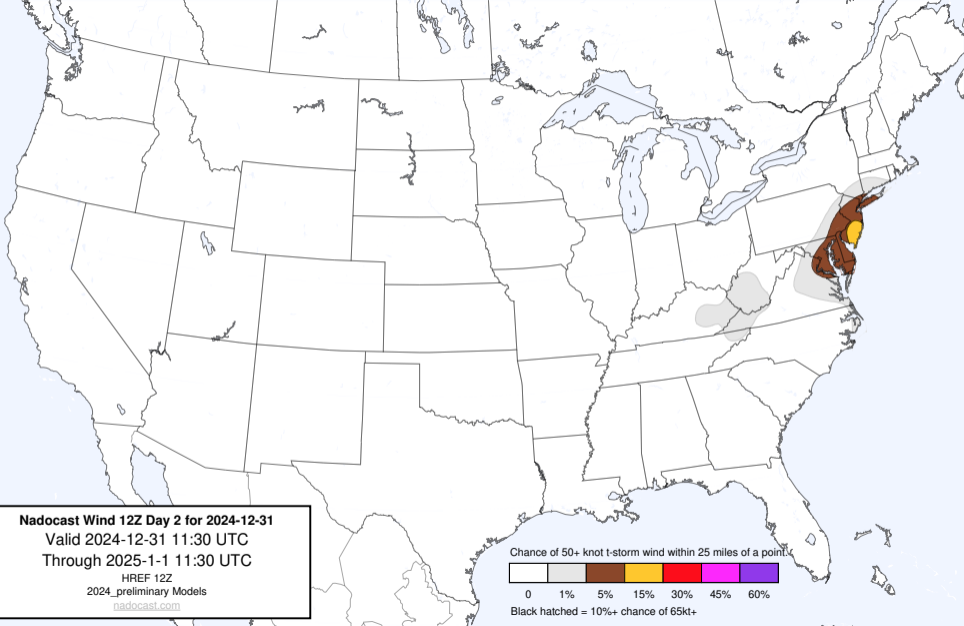 Nadocast Wind 12Z Day 2 for 2024-12-31
Valid 2024-12-31 11:30 UTC
Through 2025-1-1 11:30 UTC
HREF 12Z
2024_preliminary Models
nadocast.com
Chance of 50+ knot t-storm wind within 25 miles of a point.
0 1% 5% 15% 30% 45% 60%
Black hatched = 10%+ chance of 65kt+